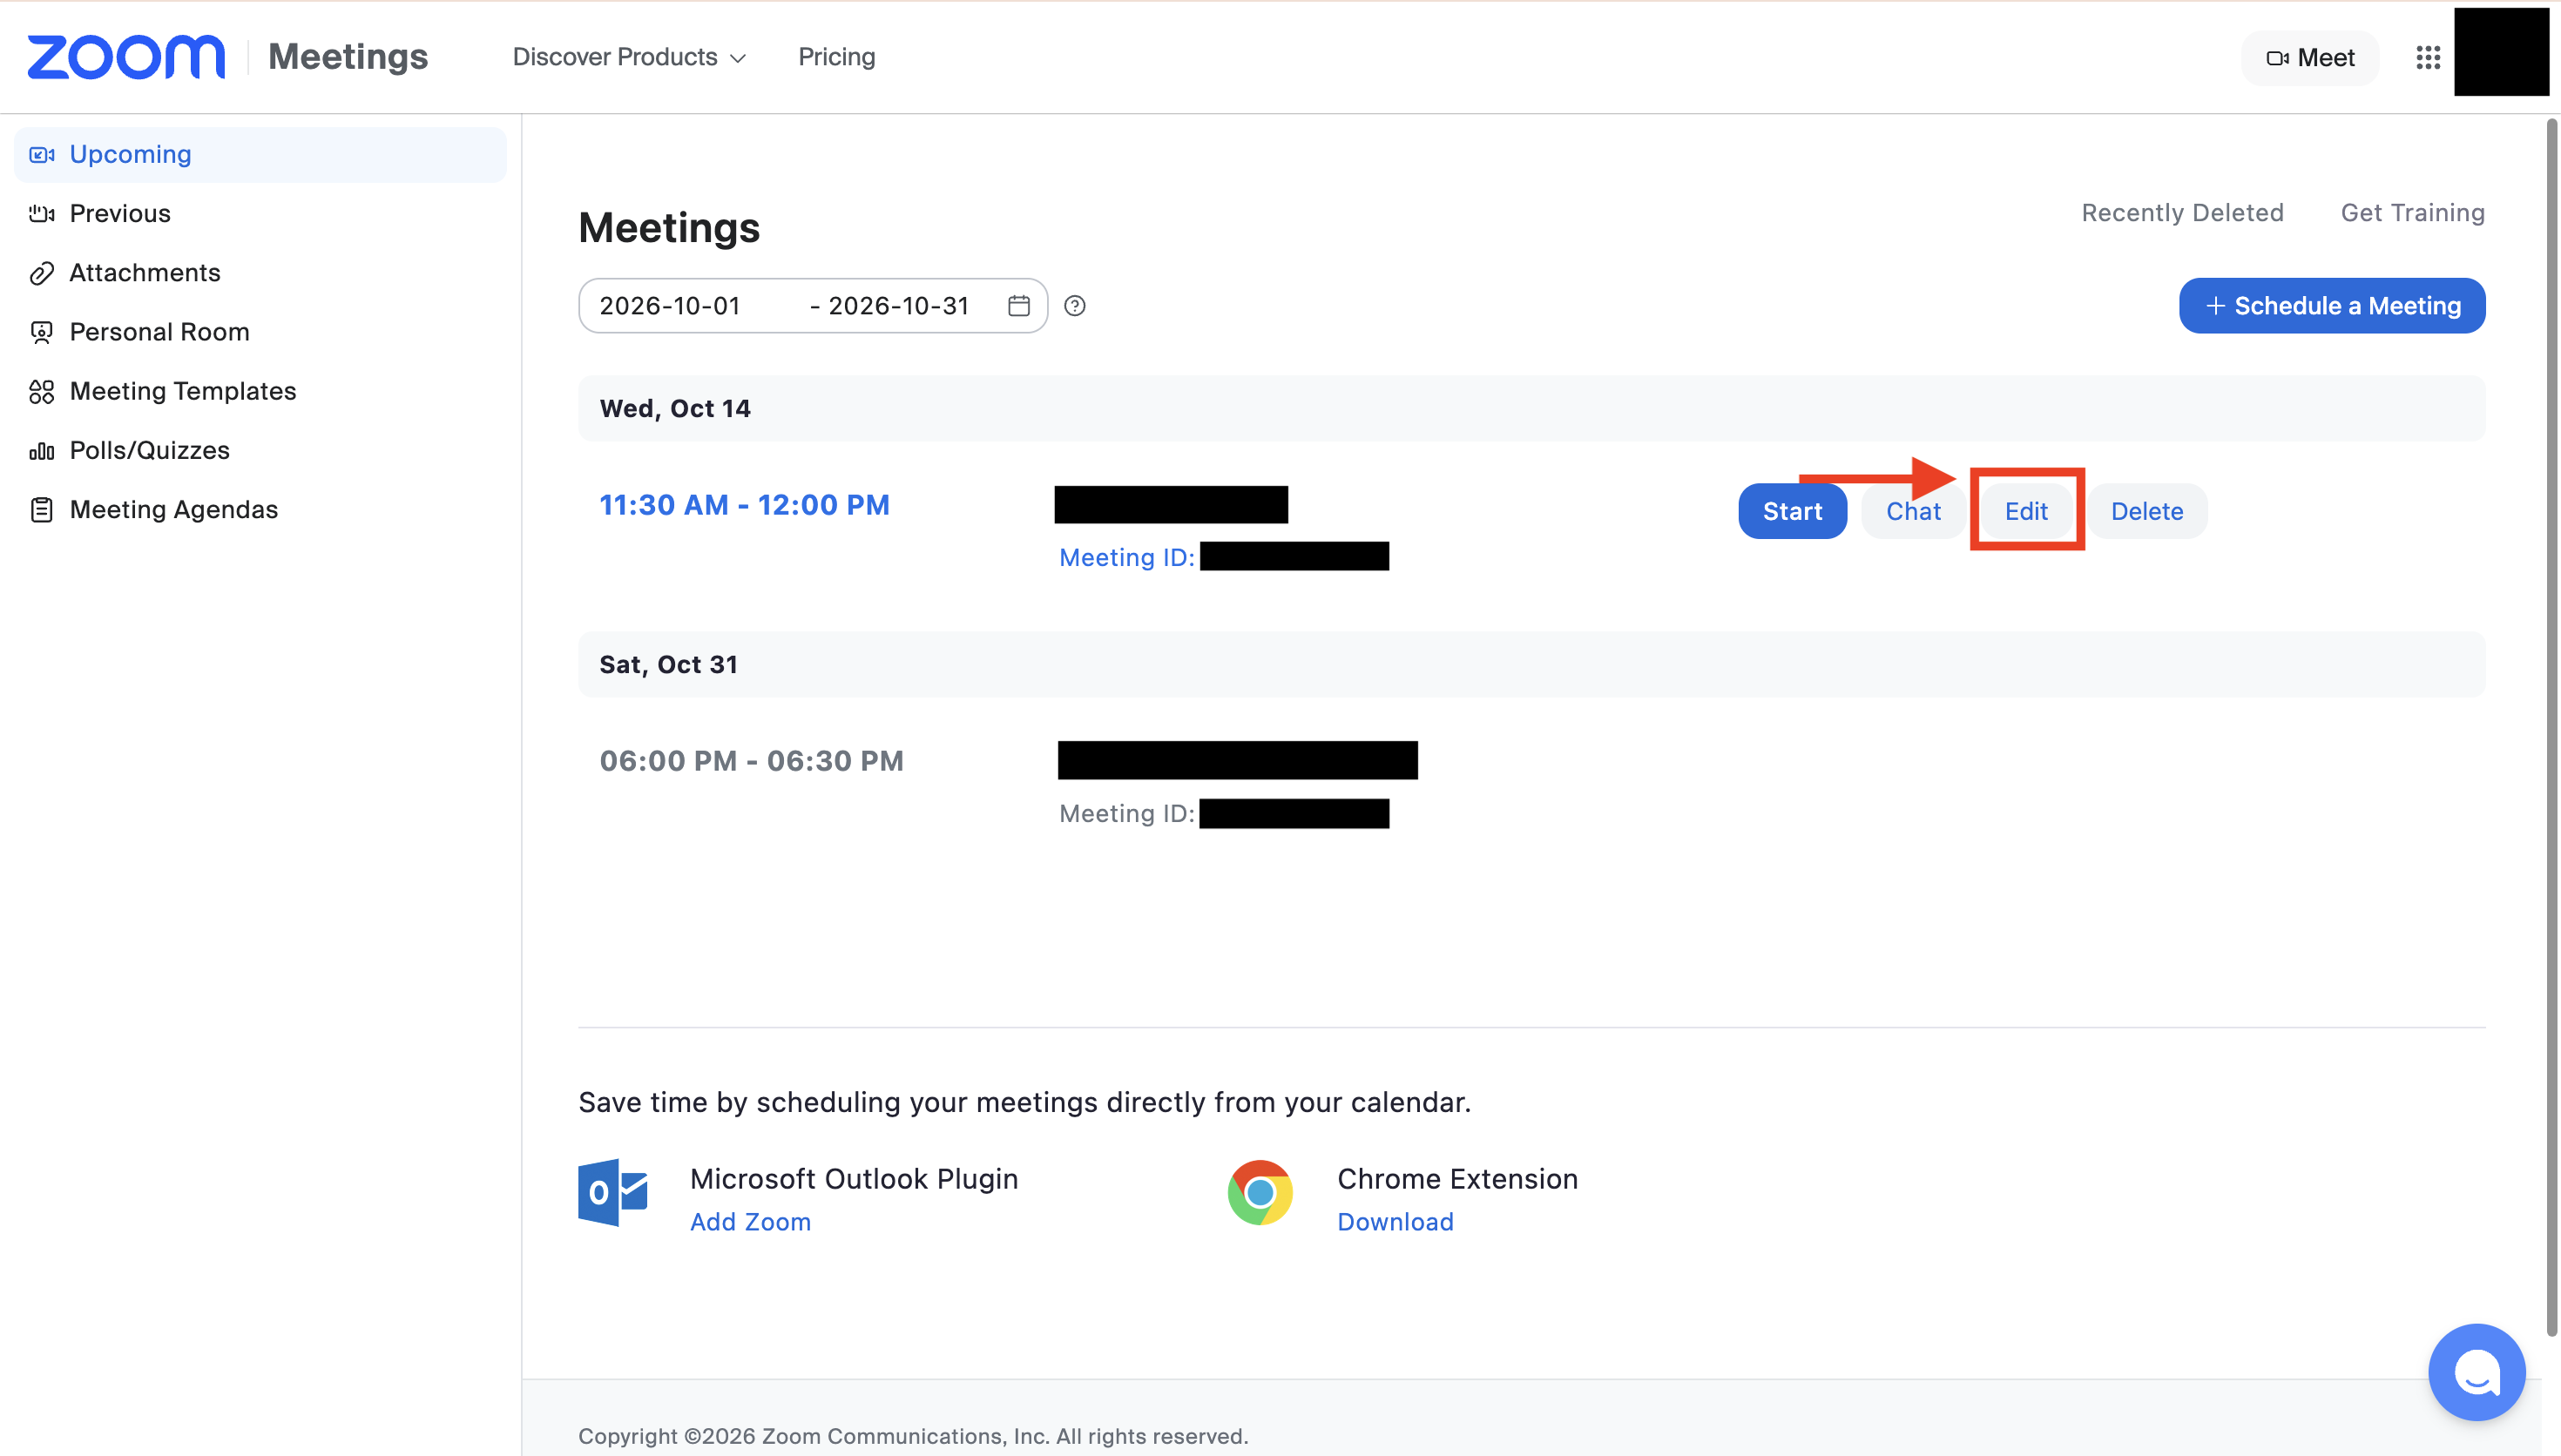 zoom Meetings Discover Products Pricing Meet
Upcoming
Previous
Attachments
Personal Room
Meeting Templates
Polls/Quizzes
Meeting Agendas
Recently Deleted Get Training
Meetings
2026-10-01 - 2026-10-31
+ Schedule a Meeting
Wed, Oct 14
11:30 AM - 12:00 PM
Start Chat Edit Delete
Meeting ID:
Sat, Oct 31
06:00 PM - 06:30 PM
Meeting ID:
Save time by scheduling your meetings directly from your calendar.
Microsoft Outlook Plugin
Add Zoom
Chrome Extension
Download
Copyright ©2026 Zoom Communications, Inc. All rights reserved.